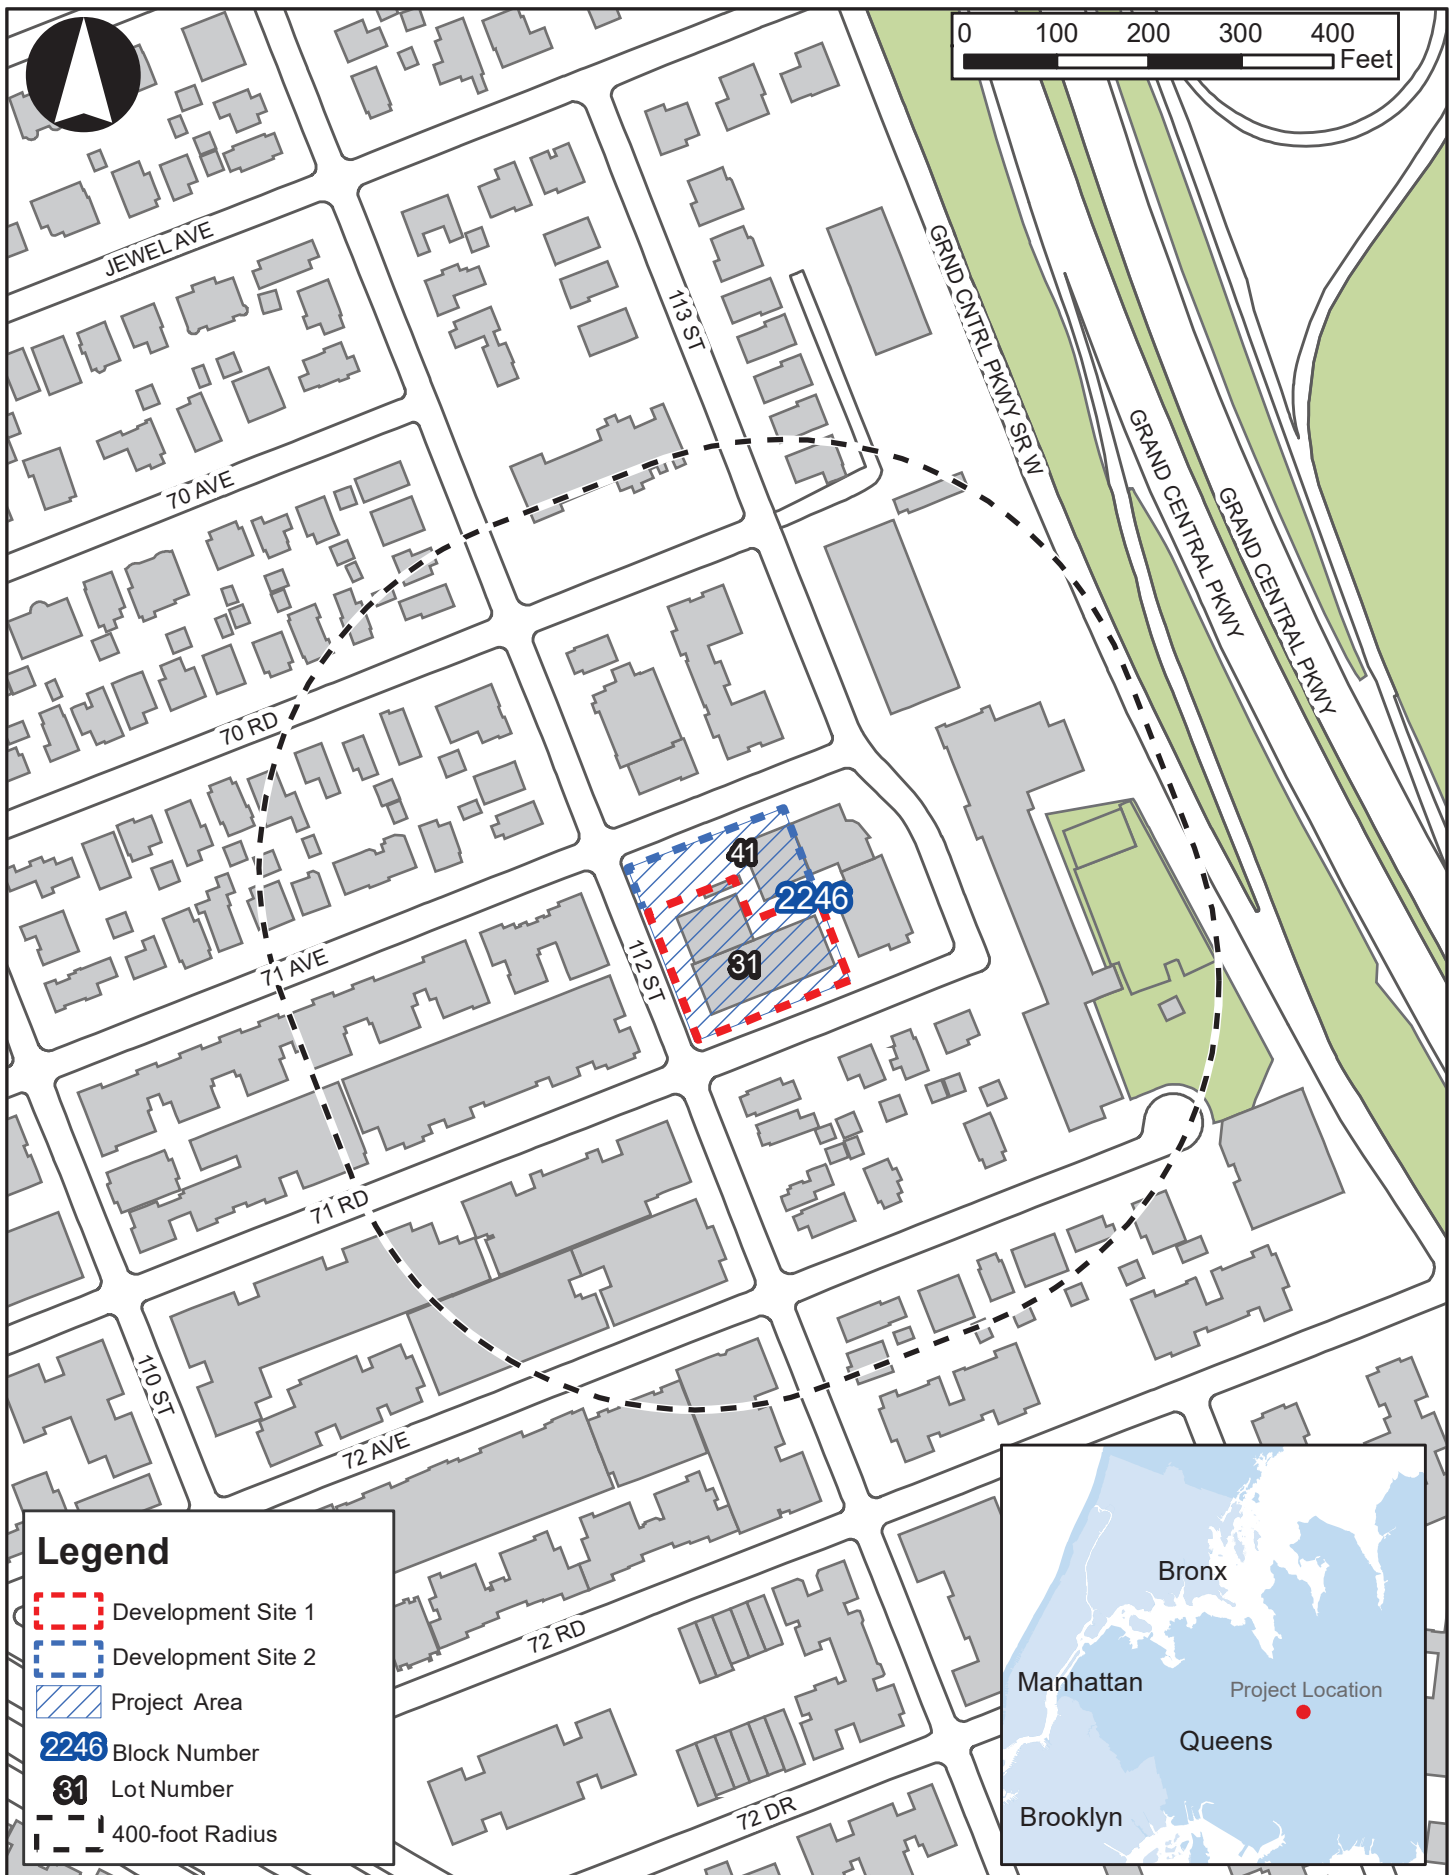 0 100 200 300 400
Feet
JEWEL AVE
113 ST
GRND CNTRL PKWY SR W
GRAND CENTRAL PKWY
GRAND CENTRAL PKWY
70 AVE
70 RD
41
2246
31
71 AVE
112 ST
71 RD
110 ST
72 AVE
72 RD
72 DR
Legend
Development Site 1
Development Site 2
Project Area
2246 Block Number
31 Lot Number
400-foot Radius
Bronx
Manhattan
Project Location
Queens
Brooklyn